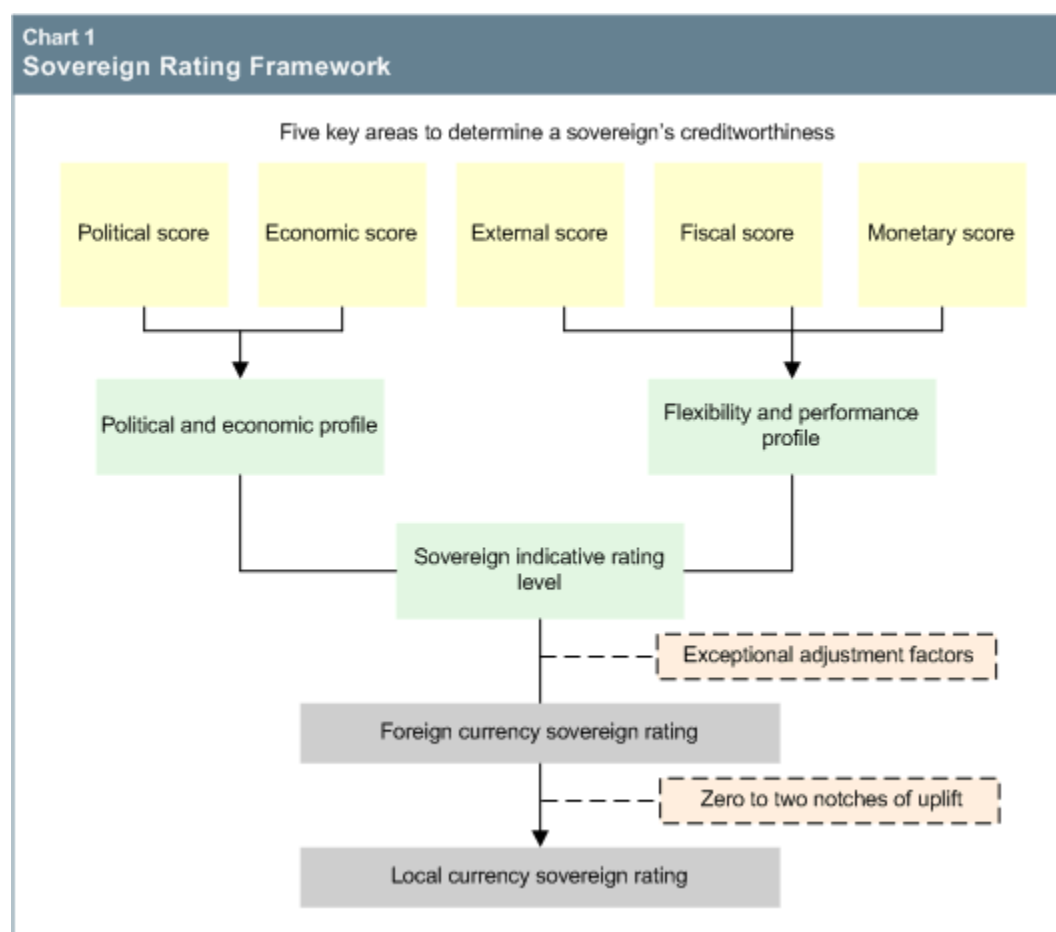 Chart 1
Sovereign Rating Framework
Five key areas to determine a sovereign's creditworthiness
Political score
Economic score
External score
Fiscal score
Monetary score
Political and economic profile
Flexibility and performance
profile
Sovereign indicative rating
level
Exceptional adjustment factors
Foreign currency sovereign rating
Zero to two notches of uplift
Local currency sovereign rating